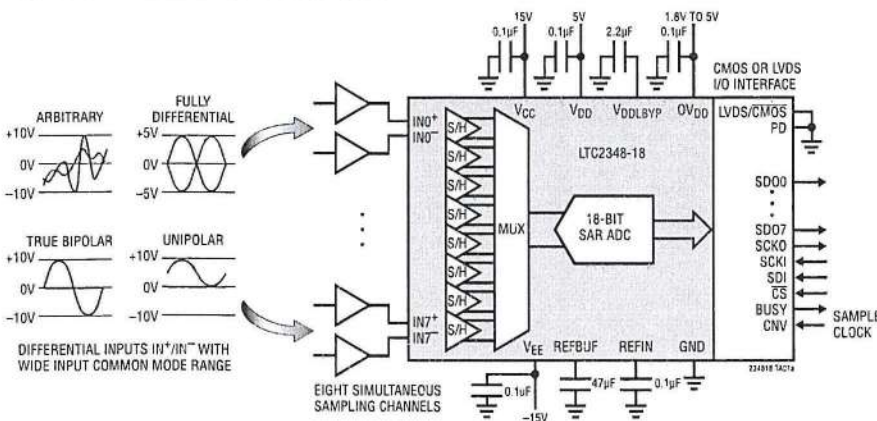 15V
5V
1.8V TO 5V
0.1µF
0.1µF
2.2µF
0.1µF
CMOS OR LVDS
I/O INTERFACE
ARBITRARY
+10V
0V
–10V
FULLY
DIFFERENTIAL
+5V
0V
–5V
TRUE BIPOLAR
+10V
0V
–10V
UNIPOLAR
+10V
0V
–10V
DIFFERENTIAL INPUTS IN+/IN– WITH
WIDE INPUT COMMON MODE RANGE
IN0+
IN0–
IN7+
IN7–
EIGHT SIMULTANEOUS
SAMPLING CHANNELS
VCC
VDD
VDDLBYP
OVDD
LTC2348-18
S/H
S/H
S/H
S/H
S/H
S/H
S/H
S/H
MUX
18-BIT
SAR ADC
VEE
REFBUF
REFIN
GND
0.1µF
–15V
47µF
0.1µF
LVDS/CMOS
PD
SDO0
SDO7
SCKO
SCKI
SDI
CS
BUSY
CNV
SAMPLE
CLOCK
234818 TA01a